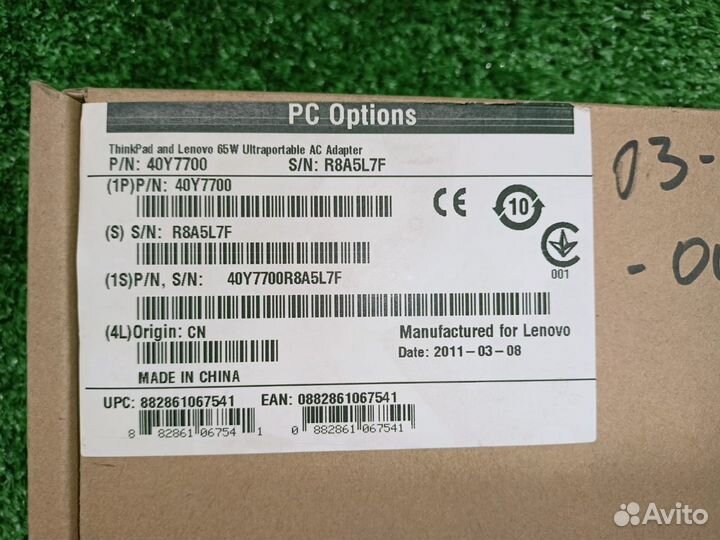 PC Options
ThinkPad and Lenovo 65W Ultraportable AC Adapter
P/N: 40Y7700 S/N: R8A5L7F
(1P)P/N: 40Y7700
CE 10
(S) S/N: R8A5L7F
001
(1S)P/N, S/N: 40Y7700R8A5L7F
(4L)Origin: CN Manufactured for Lenovo
Date: 2011-03-08
MADE IN CHINA
UPC: 882861067541 EAN: 0882861067541
8 82861 06754 1 0 882861 067541
03-
Avito